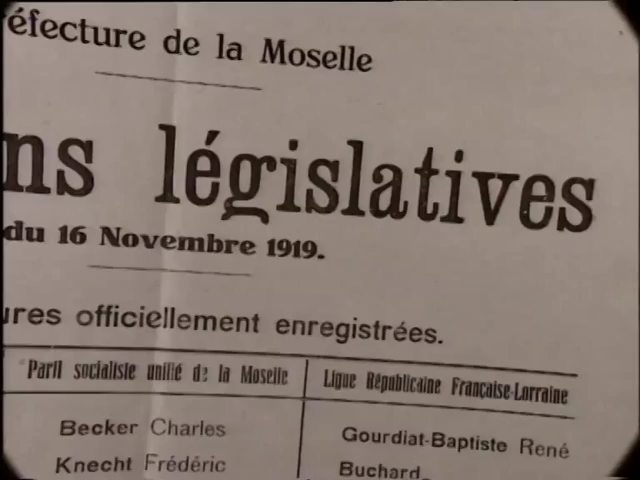 éfecture de la Moselle
ns législatives
du 16 Novembre 1919.
ures officiellement enregistrées.
Parti socialiste unifié de la Moselle
Ligue Républicaine Française-Lorraine
Becker Charles
Gourdiat-Baptiste René
Knecht Frédéric
Buchard